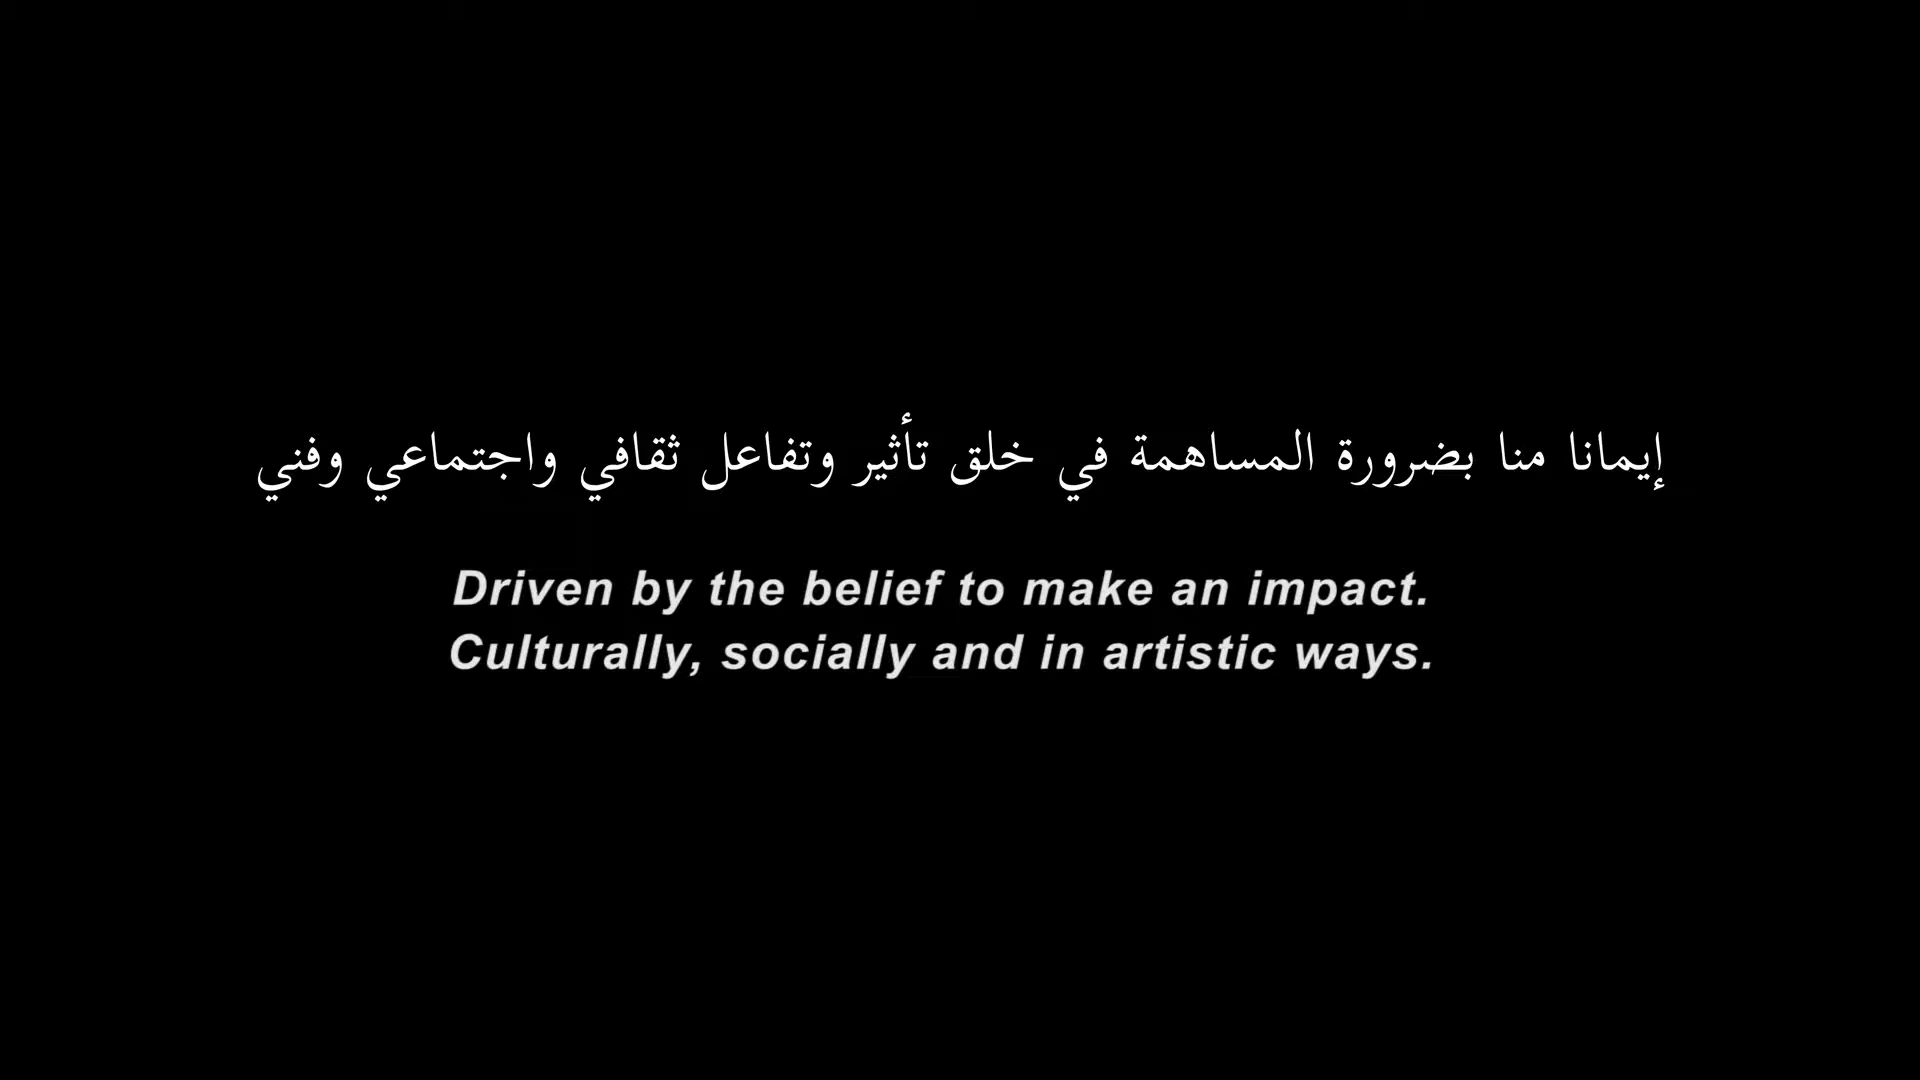 إيمانا منا بضرورة المساهمة في خلق تأثير وتفاعل ثقافي واجتماعي وفني
Driven by the belief to make an impact.
Culturally, socially and in artistic ways.